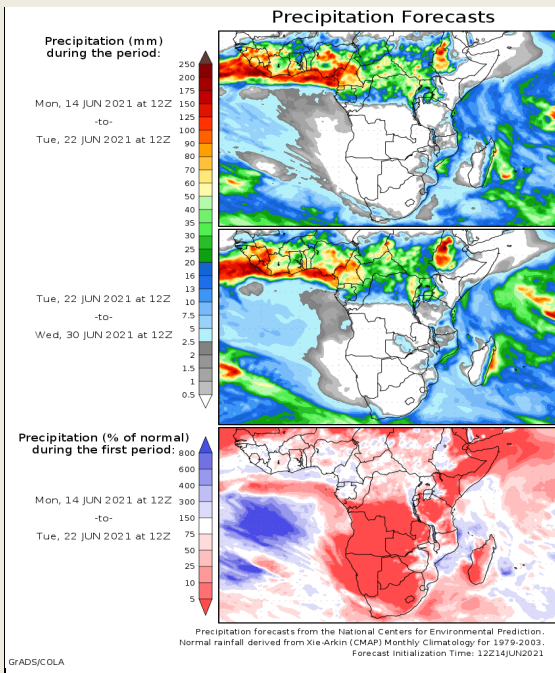 Precipitation Forecasts
Precipitation (mm)
during the period:
Mon, 14 JUN 2021 at 12Z
-to-
Tue, 22 JUN 2021 at 12Z
250
200
175
150
125
100
90
80
70
60
50
40
35
30
25
20
16
13
10
7.5
5
2.5
2
1.5
1
0.5
Tue, 22 JUN 2021 at 12Z
-to-
Wed, 30 JUN 2021 at 12Z
Precipitation (% of normal)
during the first period:
Mon, 14 JUN 2021 at 12Z
-to-
Tue, 22 JUN 2021 at 12Z
800
600
400
300
150
75
50
25
10
5
Precipitation forecasts from the National Centers for Environmental Prediction.
Normal rainfall derived from Xie-Arkin (CMAP) Monthly Climatology for 1979-2003.
Forecast Initialization Time: 12Z14JUN2021
GrADS/COLA